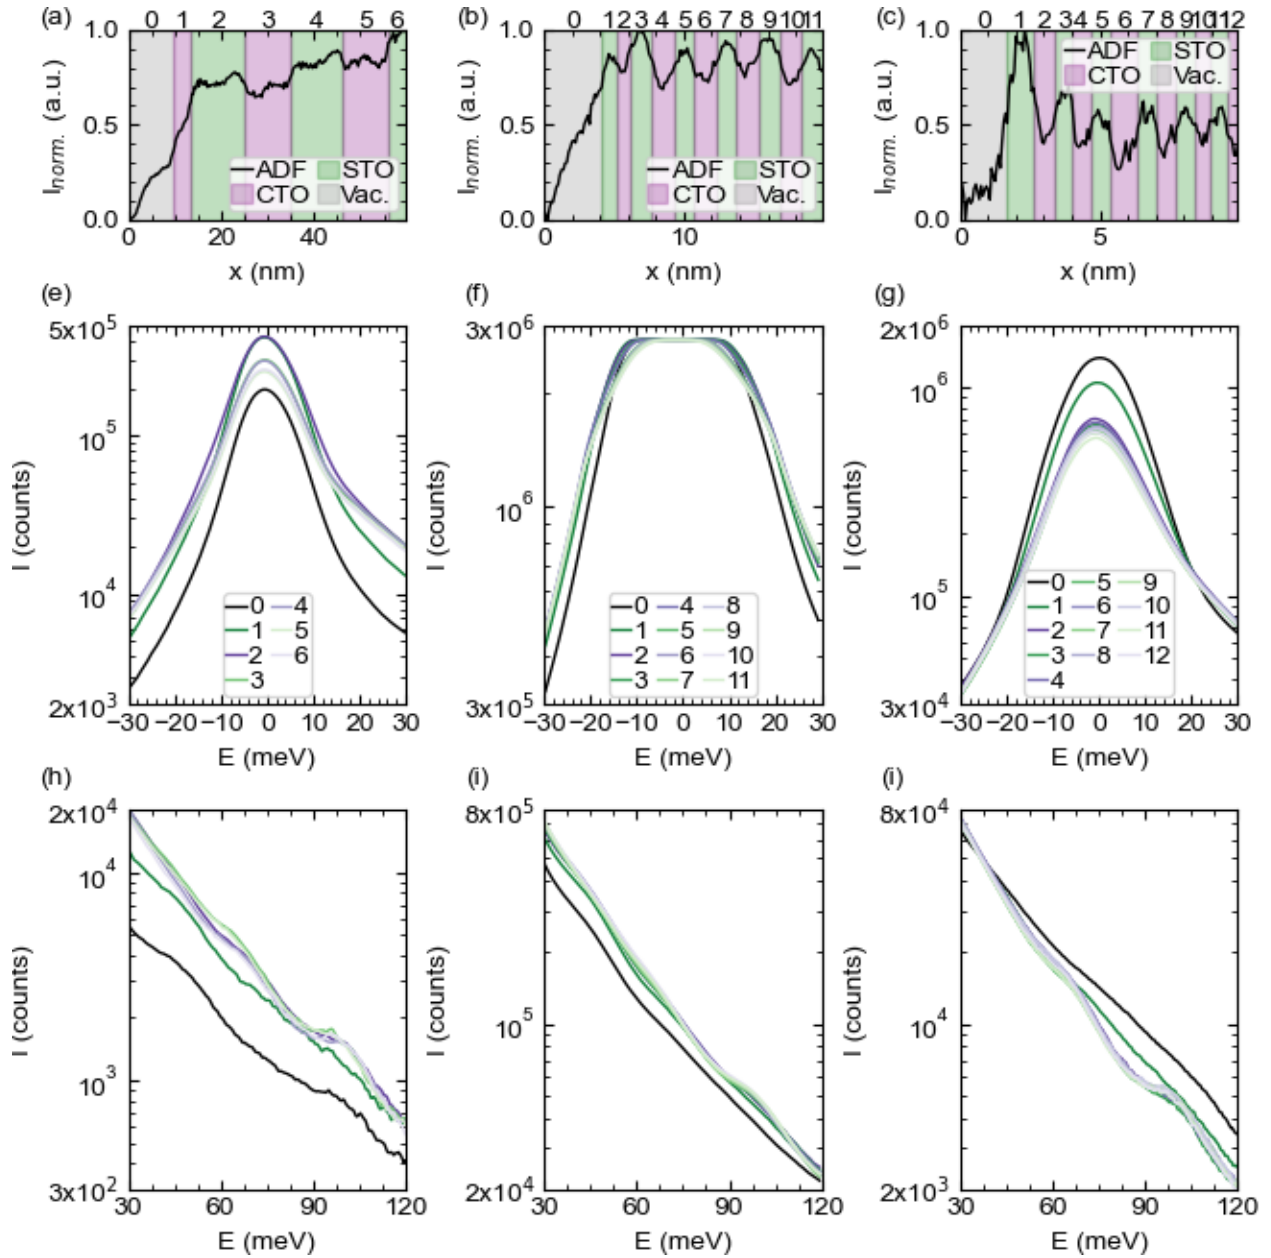 (a) 0 1 2 3 4 5 6
(b) 0 1 2 3 4 5 6 7 8 9 10 11
(c) 0 1 2 3 4 5 6 7 8 9 10 11 12
I_norm. (a.u.)
1.0
0.5
0.0
ADF STO
CTO Vac.
0 20 40
x (nm)
I_norm. (a.u.)
1.0
0.5
0.0
ADF STO
CTO Vac.
0 10
x (nm)
I_norm. (a.u.)
1.0
0.5
0.0
ADF STO
CTO Vac.
0 5
x (nm)
(e)
5x10^5
10^5
10^4
2x10^3
I (counts)
0 4
1 5
2 6
3
−30 −20 −10 0 10 20 30
E (meV)
(f)
3x10^6
10^6
3x10^5
I (counts)
0 4 8
1 5 9
2 6 10
3 7 11
−30 −20 −10 0 10 20 30
E (meV)
(g)
2x10^6
10^6
10^5
3x10^4
I (counts)
0 5 9
1 6 10
2 7 11
3 8 12
4
−30 −20 −10 0 10 20 30
E (meV)
(h)
2x10^4
10^4
10^3
3x10^2
I (counts)
30 60 90 120
E (meV)
(i)
8x10^5
10^5
2x10^4
I (counts)
30 60 90 120
E (meV)
(i)
8x10^4
10^4
2x10^3
I (counts)
30 60 90 120
E (meV)